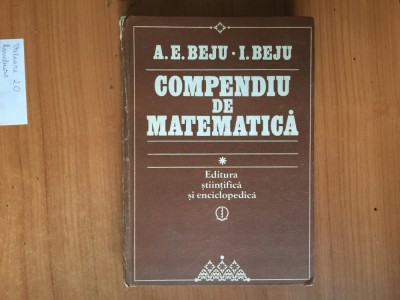 A. E. BEJU · I. BEJU
COMPENDIU
DE
MATEMATICĂ
*
Editura
științifică
și enciclopedică